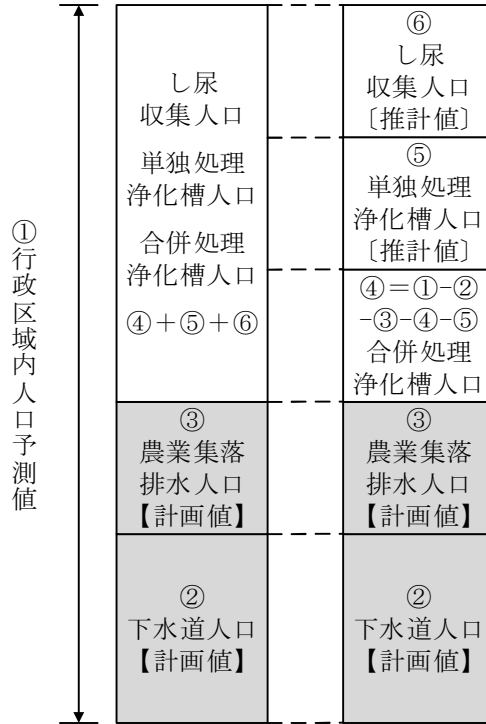 ①行政区域内人口予測値
し尿
収集人口
単独処理
浄化槽人口
合併処理
浄化槽人口
④＋⑤＋⑥
③
農業集落
排水人口
【計画値】
②
下水道人口
【計画値】
⑥
し尿
収集人口
〔推計値〕
⑤
単独処理
浄化槽人口
〔推計値〕
④＝①-②
-③-④-⑤
合併処理
浄化槽人口
③
農業集落
排水人口
【計画値】
②
下水道人口
【計画値】